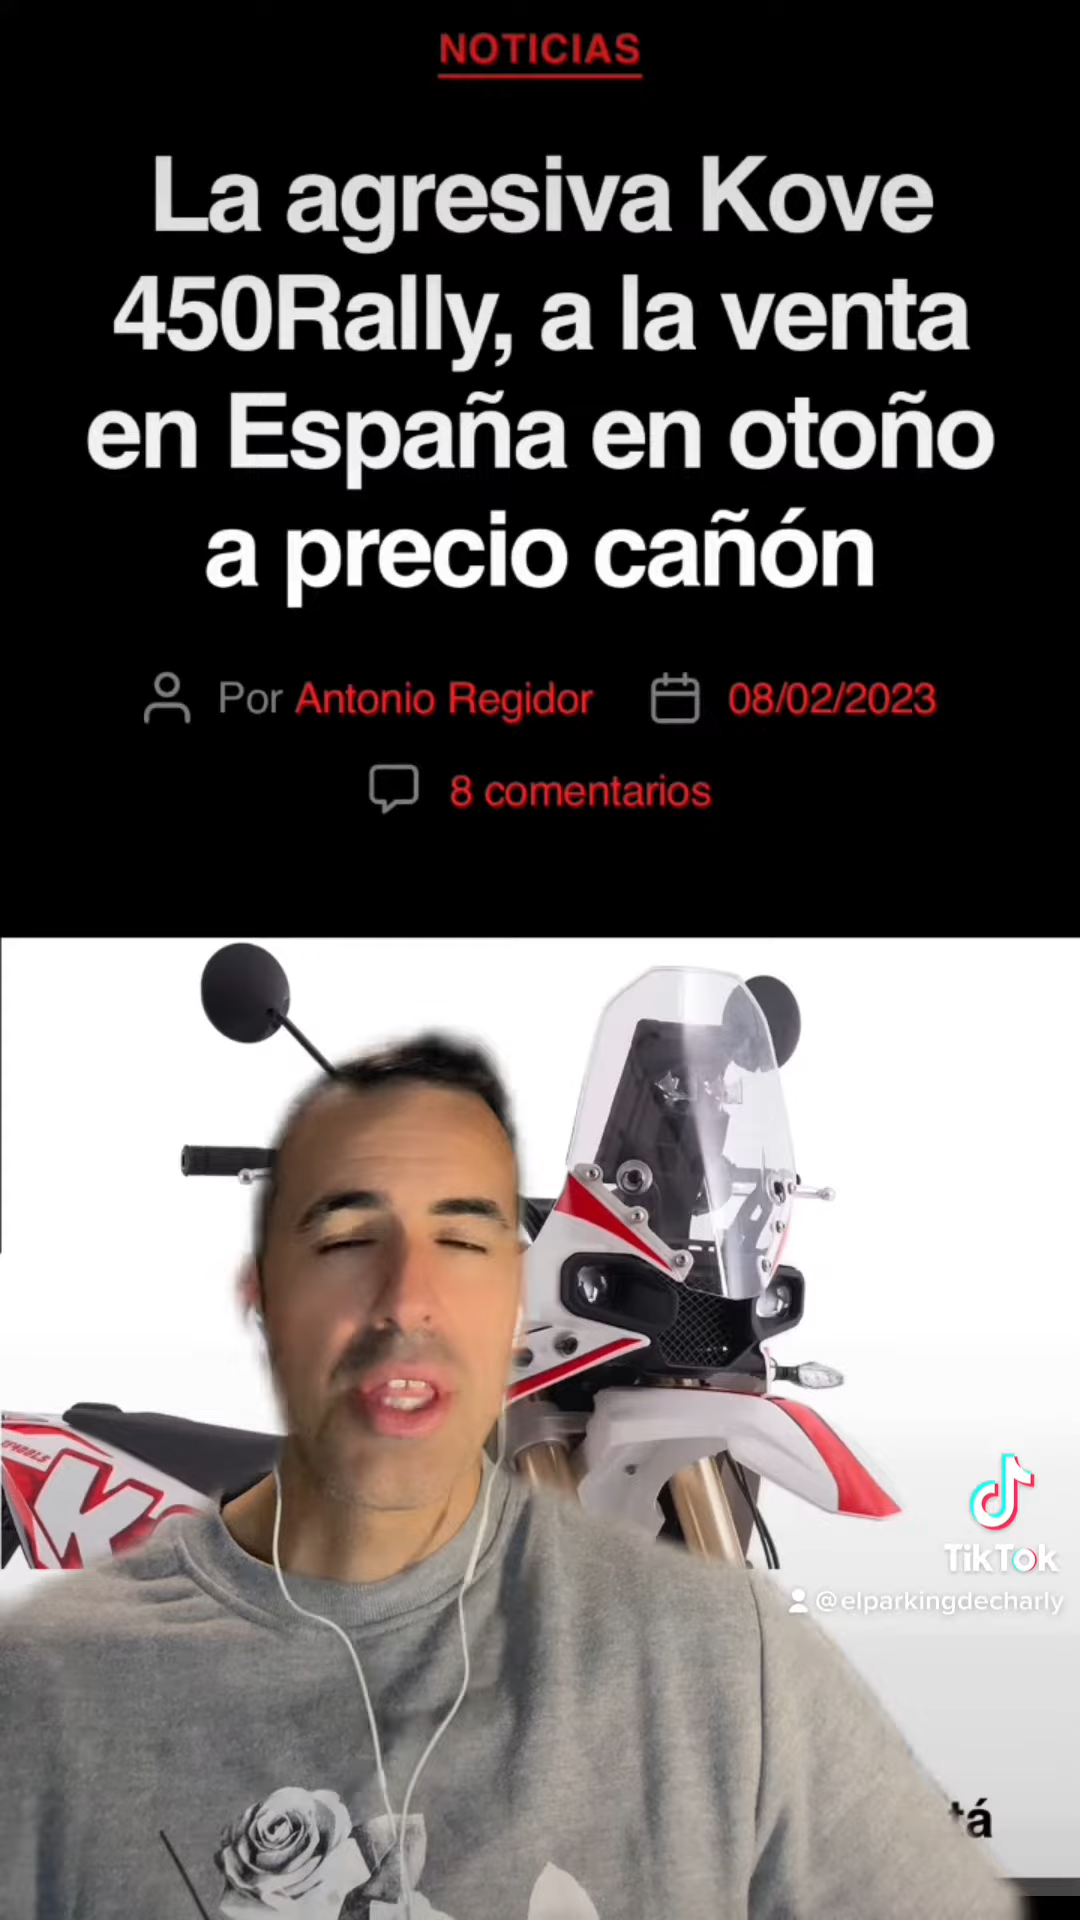 NOTICIAS
La agresiva Kove
450Rally, a la venta
en España en otoño
a precio cañón
Por Antonio Regidor 08/02/2023
8 comentarios
TikTok
@elparkingdecharly
tá